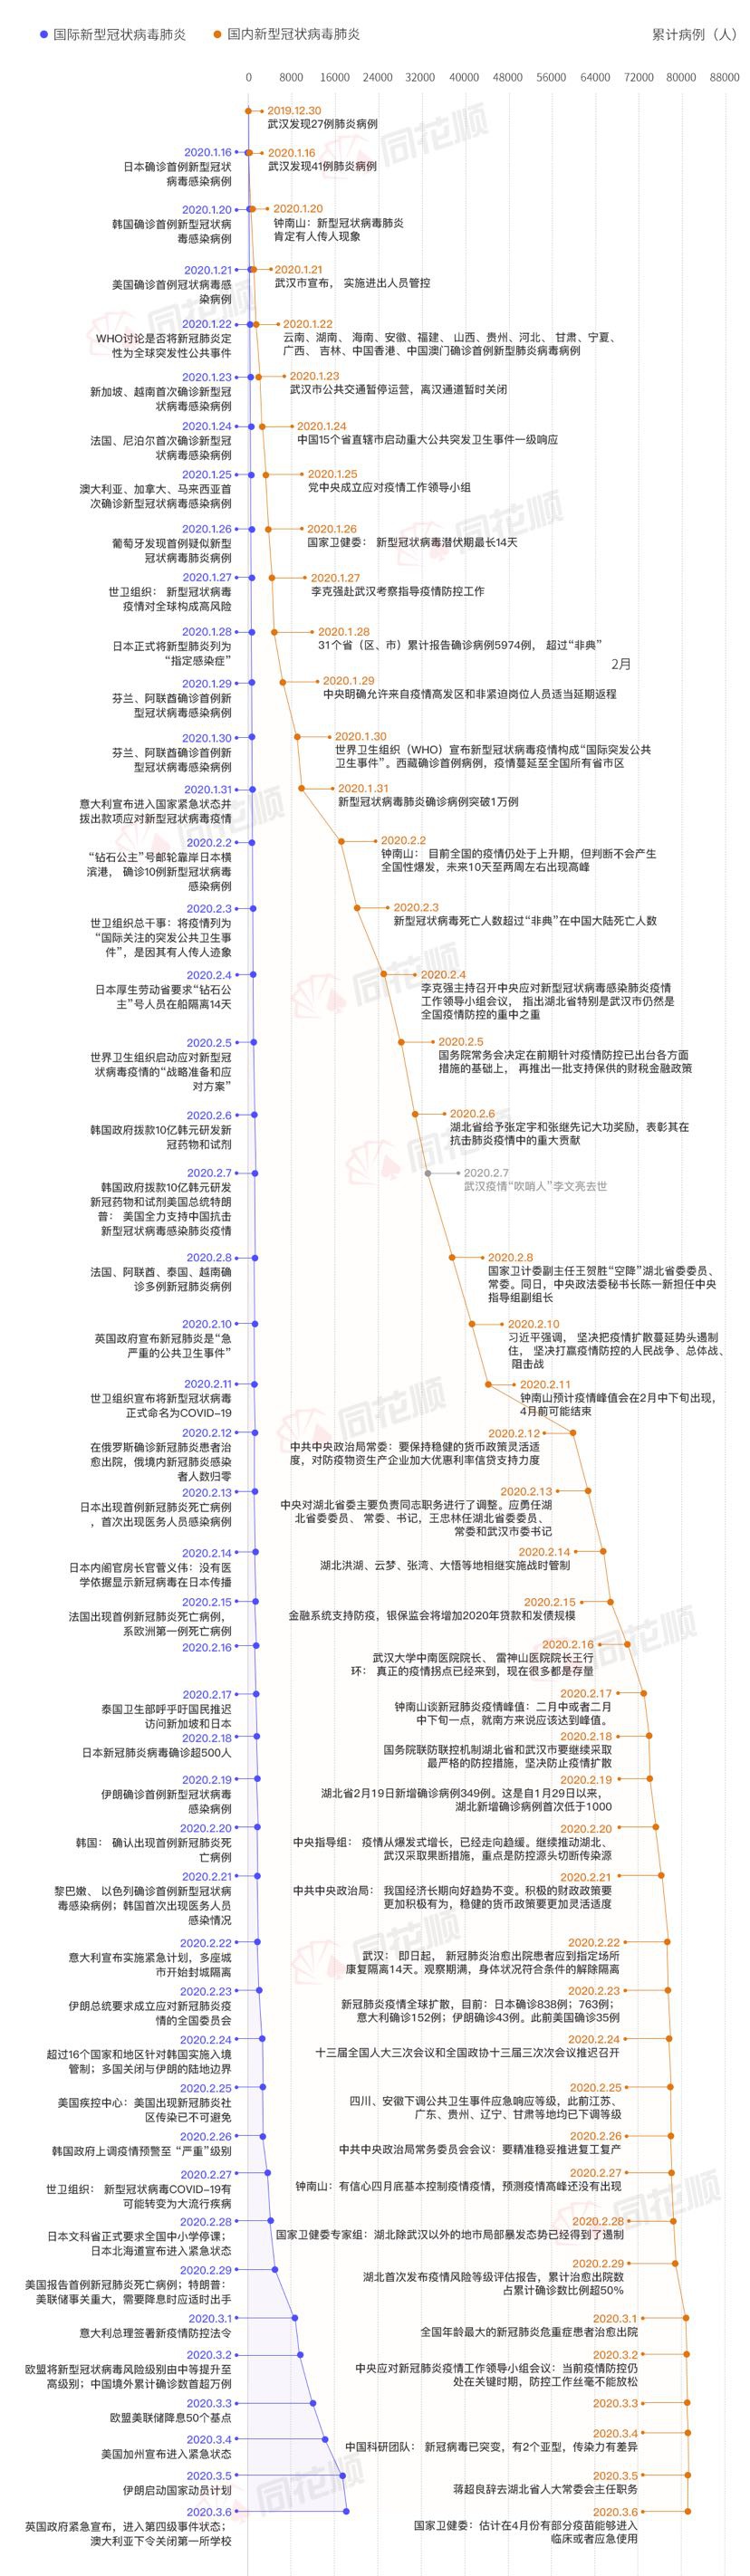 国际新型冠状病毒肺炎
国内新型冠状病毒肺炎
累计病例（人）
0 8000 16000 24000 32000 40000 48000 56000 64000 72000 80000 88000
2019.12.30
武汉发现27例肺炎病例
2020.1.16
日本确诊首例新型冠状
病毒感染病例
2020.1.16
武汉发现41例肺炎病例
2020.1.20
韩国确诊首例新型冠状病
毒感染病例
2020.1.20
钟南山：新型冠状病毒肺炎
肯定有人传人现象
2020.1.21
美国确诊首例冠状病毒感
染病例
2020.1.21
武汉市宣布，实施进出人员管控
2020.1.22
WHO讨论是否将新冠肺炎定
性为全球突发性公共事件
2020.1.22
云南、湖南、海南、安徽、福建、山西、贵州、河北、甘肃、宁夏、
广西、吉林、中国香港、中国澳门确诊首例新型肺炎病毒病例
2020.1.23
新加坡、越南首次确诊新型冠
状病毒感染病例
2020.1.23
武汉市公共交通暂停运营，离汉通道暂时关闭
2020.1.24
法国、尼泊尔首次确诊新型冠
状病毒感染病例
2020.1.24
中国15个省直辖市启动重大公共突发卫生事件一级响应
2020.1.25
澳大利亚、加拿大、马来西亚首
次确诊新型冠状病毒感染病例
2020.1.25
党中央成立应对疫情工作领导小组
2020.1.26
葡萄牙发现首例疑似新型
冠状病毒肺炎病例
2020.1.26
国家卫健委：新型冠状病毒潜伏期最长14天
2020.1.27
世卫组织：新型冠状病毒
疫情对全球构成高风险
2020.1.27
李克强赴武汉考察指导疫情防控工作
2020.1.28
日本正式将新型肺炎列为
“指定感染症”
2020.1.28
31个省（区、市）累计报告确诊病例5974例，超过“非典”
2月
2020.1.29
芬兰、阿联酋确诊首例新
型冠状病毒感染病例
2020.1.29
中央明确允许来自疫情高发区和非紧迫岗位人员适当延期返程
2020.1.30
芬兰、阿联酋确诊首例新
型冠状病毒感染病例
2020.1.30
世界卫生组织（WHO）宣布新型冠状病毒疫情构成“国际突发公共
卫生事件”。西藏确诊首例病例，疫情蔓延至全国所有省市区
2020.1.31
意大利宣布进入国家紧急状态并
拨出款项应对新型冠状病毒疫情
2020.1.31
新型冠状病毒肺炎确诊病例突破1万例
2020.2.2
“钻石公主”号邮轮靠岸日本横
滨港，确诊10例新型冠状病毒
感染病例
2020.2.2
钟南山：目前全国的疫情仍处于上升期，但判断不会产生
全国性爆发，未来10天至两周左右出现高峰
2020.2.3
世卫组织总干事：将疫情列为
“国际关注的突发公共卫生事
件”，是因其有人传人迹象
2020.2.3
新型冠状病毒死亡人数超过“非典”在中国大陆死亡人数
2020.2.4
日本厚生劳动省要求“钻石公
主”号人员在船隔离14天
2020.2.4
李克强主持召开中央应对新型冠状病毒感染肺炎疫情
工作领导小组会议，指出湖北省特别是武汉市仍然是
全国疫情防控的重中之重
2020.2.5
世界卫生组织启动应对新型冠
状病毒疫情的“战略准备和应
对方案”
2020.2.5
国务院常务会决定在前期针对疫情防控已出台各方面
措施的基础上，再推出一批支持保供的财税金融政策
2020.2.6
韩国政府拨款10亿韩元研发新
冠药物和试剂
2020.2.6
湖北省给予张定宇和张继先记大功奖励，表彰其在
抗击肺炎疫情中的重大贡献
2020.2.7
韩国政府拨款10亿韩元研发
新冠药物和试剂美国总统特朗
普：美国全力支持中国抗击
新型冠状病毒感染肺炎疫情
2020.2.7
武汉疫情“吹哨人”李文亮去世
2020.2.8
法国、阿联酋、泰国、越南确
诊多例新冠肺炎病例
2020.2.8
国家卫计委副主任王贺胜“空降”湖北省委委员、
常委。同日，中央政法委秘书长陈一新担任中央
指导组副组长
2020.2.10
英国政府宣布新冠肺炎是“急
严重的公共卫生事件”
2020.2.10
习近平强调，坚决把疫情扩散蔓延势头遏制
住，坚决打赢疫情防控的人民战争、总体战、
阻击战
2020.2.11
世卫组织宣布将新型冠状病毒
正式命名为COVID-19
2020.2.11
钟南山预计疫情峰值会在2月中下旬出现，
4月前可能结束
2020.2.12
在俄罗斯确诊新冠肺炎患者治
愈出院，俄境内新冠肺炎感染
者人数归零
2020.2.12
中共中央政治局常委：要保持稳健的货币政策灵活适
度，对防疫物资生产企业加大优惠利率信贷支持力度
2020.2.13
日本出现首例新冠肺炎死亡病例
，首次出现医务人员感染病例
2020.2.13
中央对湖北省委主要负责同志职务进行了调整。应勇任湖
北省委委员、常委、书记，王忠林任湖北省委委员、
常委和武汉市委书记
2020.2.14
日本内阁官房长官菅义伟：没有医
学依据显示新冠病毒在日本传播
2020.2.14
湖北洪湖、云梦、张湾、大悟等地相继实施战时管制
2020.2.15
法国出现首例新冠肺炎死亡病例，
系欧洲第一例死亡病例
2020.2.15
金融系统支持防疫，银保监会将增加2020年贷款和发债规模
2020.2.16
2020.2.16
武汉大学中南医院院长、雷神山医院院长王行
环：真正的疫情拐点已经来到，现在很多都是存量
2020.2.17
泰国卫生部呼乎吁国民推迟
访问新加坡和日本
2020.2.17
钟南山谈新冠肺炎疫情峰值：二月中或者二月
中下旬一点，就南方来说应该达到峰值。
2020.2.18
日本新冠肺炎病毒确诊超500人
2020.2.18
国务院联防联控机制湖北省和武汉市要继续采取
最严格的防控措施，坚决防止疫情扩散
2020.2.19
伊朗确诊首例新型冠状病毒
感染病例
2020.2.19
湖北省2月19日新增确诊病例349例。这是自1月29日以来，
湖北新增确诊病例首次低于1000
2020.2.20
韩国：确认出现首例新冠肺炎死
亡病例
2020.2.20
中央指导组：疫情从爆发式增长，已经走向趋缓。继续推动湖北、
武汉采取果断措施，重点是防控源头切断传染源
2020.2.21
黎巴嫩、以色列确诊首例新型冠状病
毒感染病例；韩国首次出现医务人员
感染情况
2020.2.21
中共中央政治局：我国经济长期向好趋势不变。积极的财政政策要
更加积极有为，稳健的货币政策要更加灵活适度
2020.2.22
意大利宣布实施紧急计划，多座城
市开始封城隔离
2020.2.22
武汉：即日起，新冠肺炎治愈出院患者应到指定场所
康复隔离14天。观察期满，身体状况符合条件的解除隔离
2020.2.23
伊朗总统要求成立应对新冠肺炎疫
情的全国委员会
2020.2.23
新冠肺炎疫情全球扩散，目前：日本确诊838例；763例；
意大利确诊152例；伊朗确诊43例。此前美国确诊35例
2020.2.24
超过16个国家和地区针对韩国实施入境
管制；多国关闭与伊朗的陆地边界
2020.2.24
十三届全国人大三次会议和全国政协十三届三次次会议推迟召开
2020.2.25
美国疾控中心：美国出现新冠肺炎社
区传染已不可避免
2020.2.25
四川、安徽下调公共卫生事件应急响应等级，此前江苏、
广东、贵州、辽宁、甘肃等地均已下调等级
2020.2.26
韩国政府上调疫情预警至 “严重”级别
2020.2.26
中共中央政治局常务委员会会议：要精准稳妥推进复工复产
2020.2.27
世卫组织：新型冠状病毒COVID-19有
可能转变为大流行疾病
2020.2.27
钟南山：有信心四月底基本控制疫情疫情，预测疫情高峰还没有出现
2020.2.28
日本文科省正式要求全国中小学停课；
日本北海道宣布进入紧急状态
2020.2.28
国家卫健委专家组：湖北除武汉以外的地市局部暴发态势已经得到了遏制
2020.2.29
美国报告首例新冠肺炎死亡病例；特朗普：
美联储事关重大，需要降息时应适时出手
2020.2.29
湖北首次发布疫情风险等级评估报告，累计治愈出院数
占累计确诊数比例超50%
2020.3.1
意大利总理签署新疫情防控法令
2020.3.1
全国年龄最大的新冠肺炎危重症患者治愈出院
2020.3.2
欧盟将新型冠状病毒风险级别由中等提升至
高级别；中国境外累计确诊数首超万例
2020.3.2
中央应对新冠肺炎疫情工作领导小组会议：当前疫情防控仍
处在关键时期，防控工作丝毫不能放松
2020.3.3
欧盟美联储降息50个基点
2020.3.3
2020.3.4
美国加州宣布进入紧急状态
2020.3.4
中国科研团队：新冠病毒已突变，有2个亚型，传染力有差异
2020.3.5
伊朗启动国家动员计划
2020.3.5
蒋超良辞去湖北省人大常委会主任职务
2020.3.6
英国政府紧急宣布，进入第四级事件状态；
澳大利亚下令关闭第一所学校
2020.3.6
国家卫健委：估计在4月份有部分疫苗能够进入
临床或者应急使用
同花顺